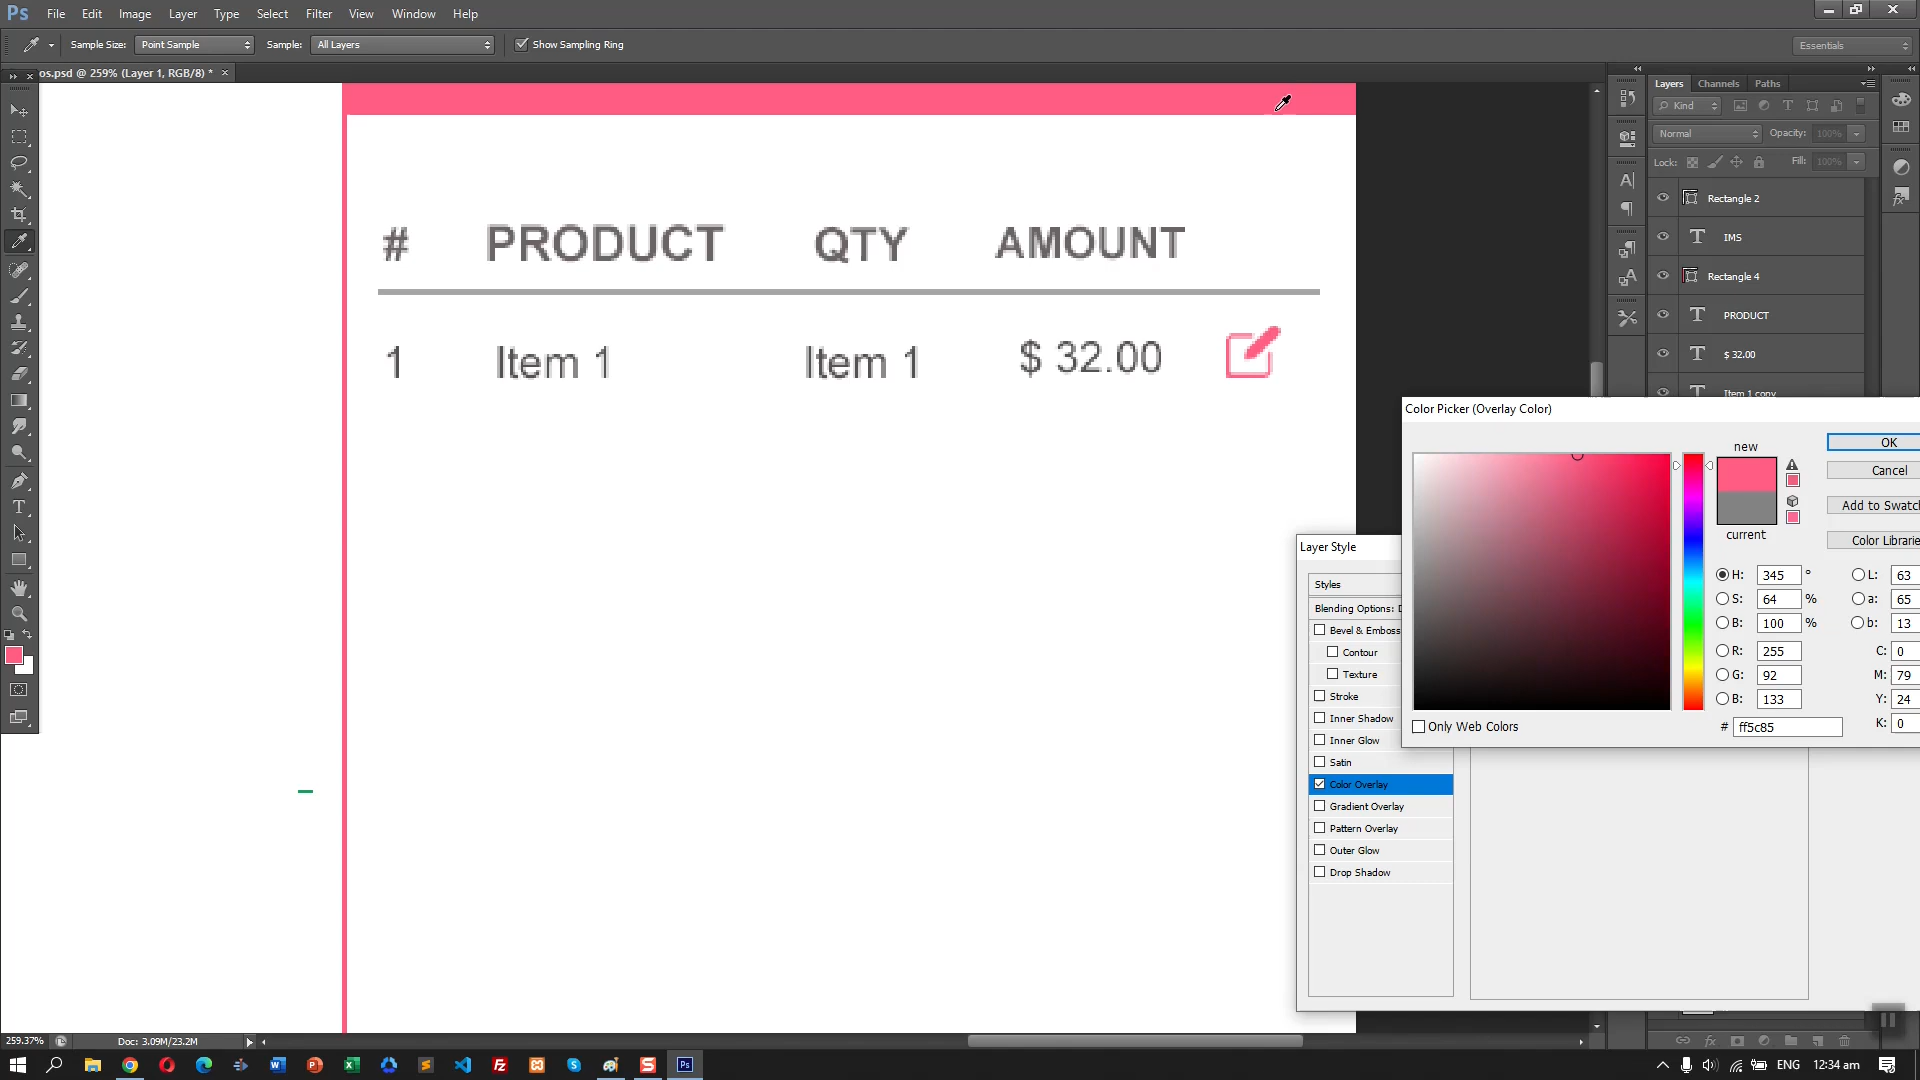 Ps File Edit Image Layer Type Select Filter View Window Help
Sample Size: Point Sample Sample: All Layers Show Sampling Ring Essentials
os.psd @ 259% (Layer 1, RGB/8) * ×
Layers Channels Paths
Kind
Normal Opacity: 100%
Lock: Fill: 100%
Rectangle 2
IMS
Rectangle 4
PRODUCT
$ 32.00
Item 1 copy
# PRODUCT QTY AMOUNT
1 Item 1 Item 1 $ 32.00
Color Picker (Overlay Color)
new
OK
Cancel
Add to Swatch
Color Librarie
current
H: 345 ° L: 63
S: 64 % a: 65
B: 100 % b: 13
R: 255 C: 0
G: 92 M: 79
B: 133 Y: 24
# ff5c85 K: 0
Only Web Colors
Layer Style
Styles
Blending Options: D
Bevel & Emboss
Contour
Texture
Stroke
Inner Shadow
Inner Glow
Satin
Color Overlay
Gradient Overlay
Pattern Overlay
Outer Glow
Drop Shadow
259.37% Doc: 3.09M/23.2M
ENG 12:34 am